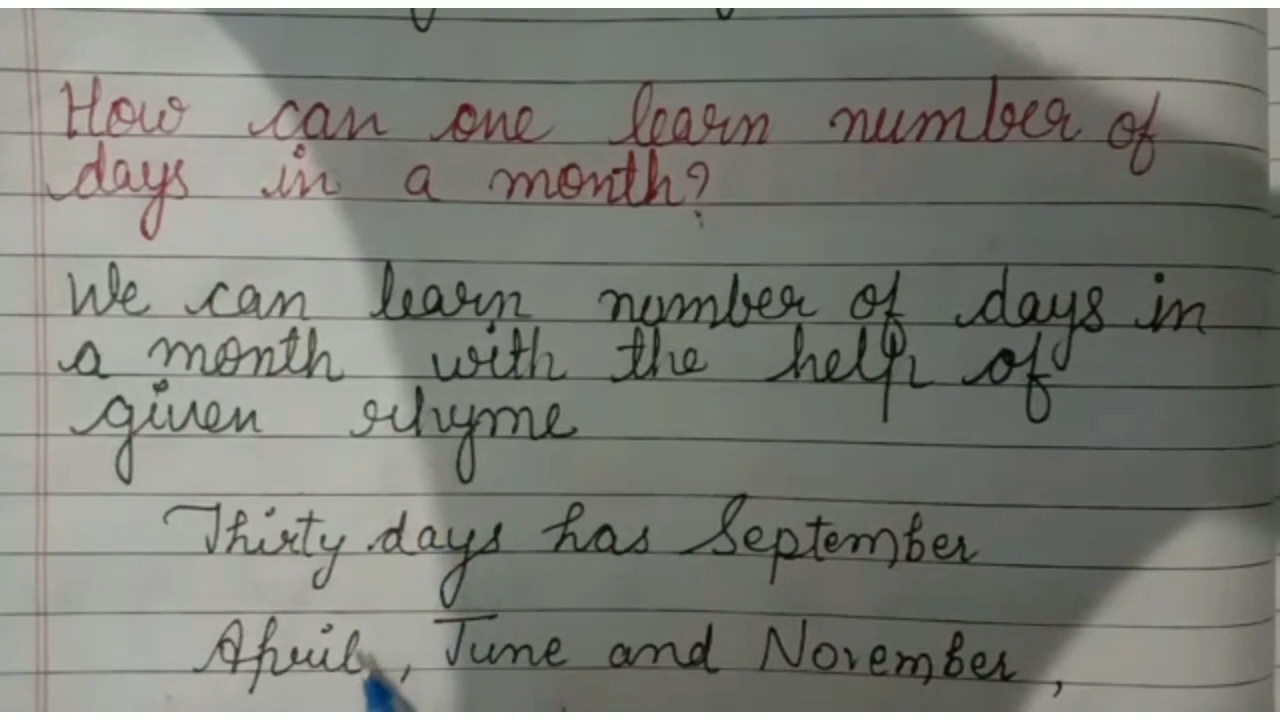 How can one learn number of
days in a month?
We can learn number of days in
a month with the help of
given rhyme
Thirty days has September
April, June and November,